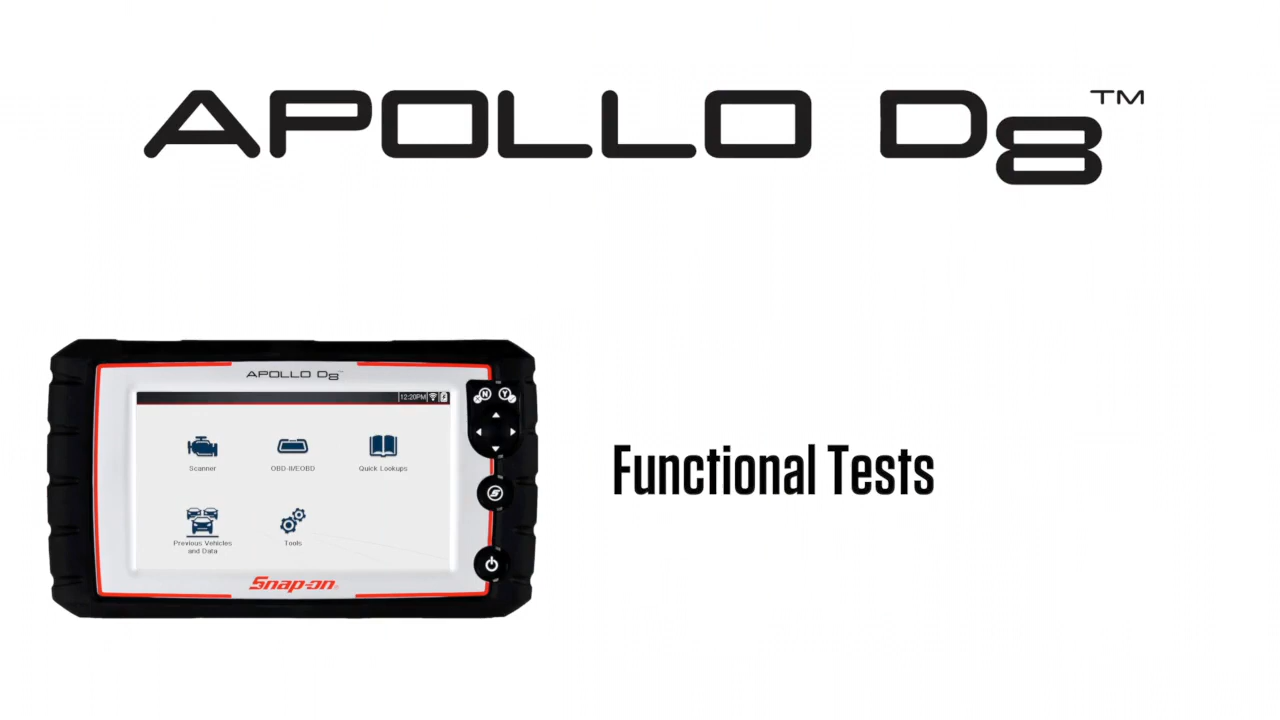 APOLLO D8™
APOLLO D8™
12:20PM
N Y
Scanner
OBD-II/EOBD
Quick Lookups
Previous Vehicles
and Data
Tools
Snap-on
Functional Tests